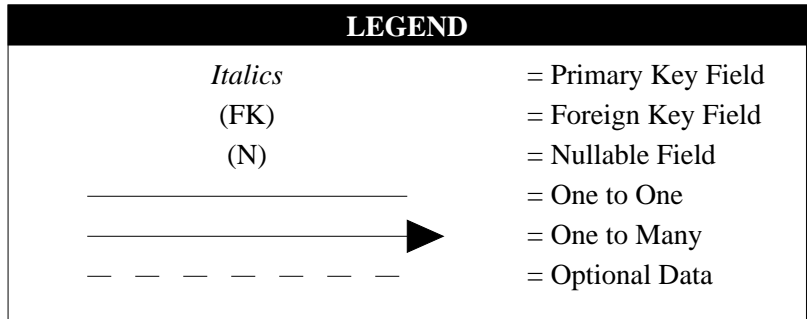 LEGEND
Italics = Primary Key Field
(FK) = Foreign Key Field
(N) = Nullable Field
= One to One
= One to Many
= Optional Data